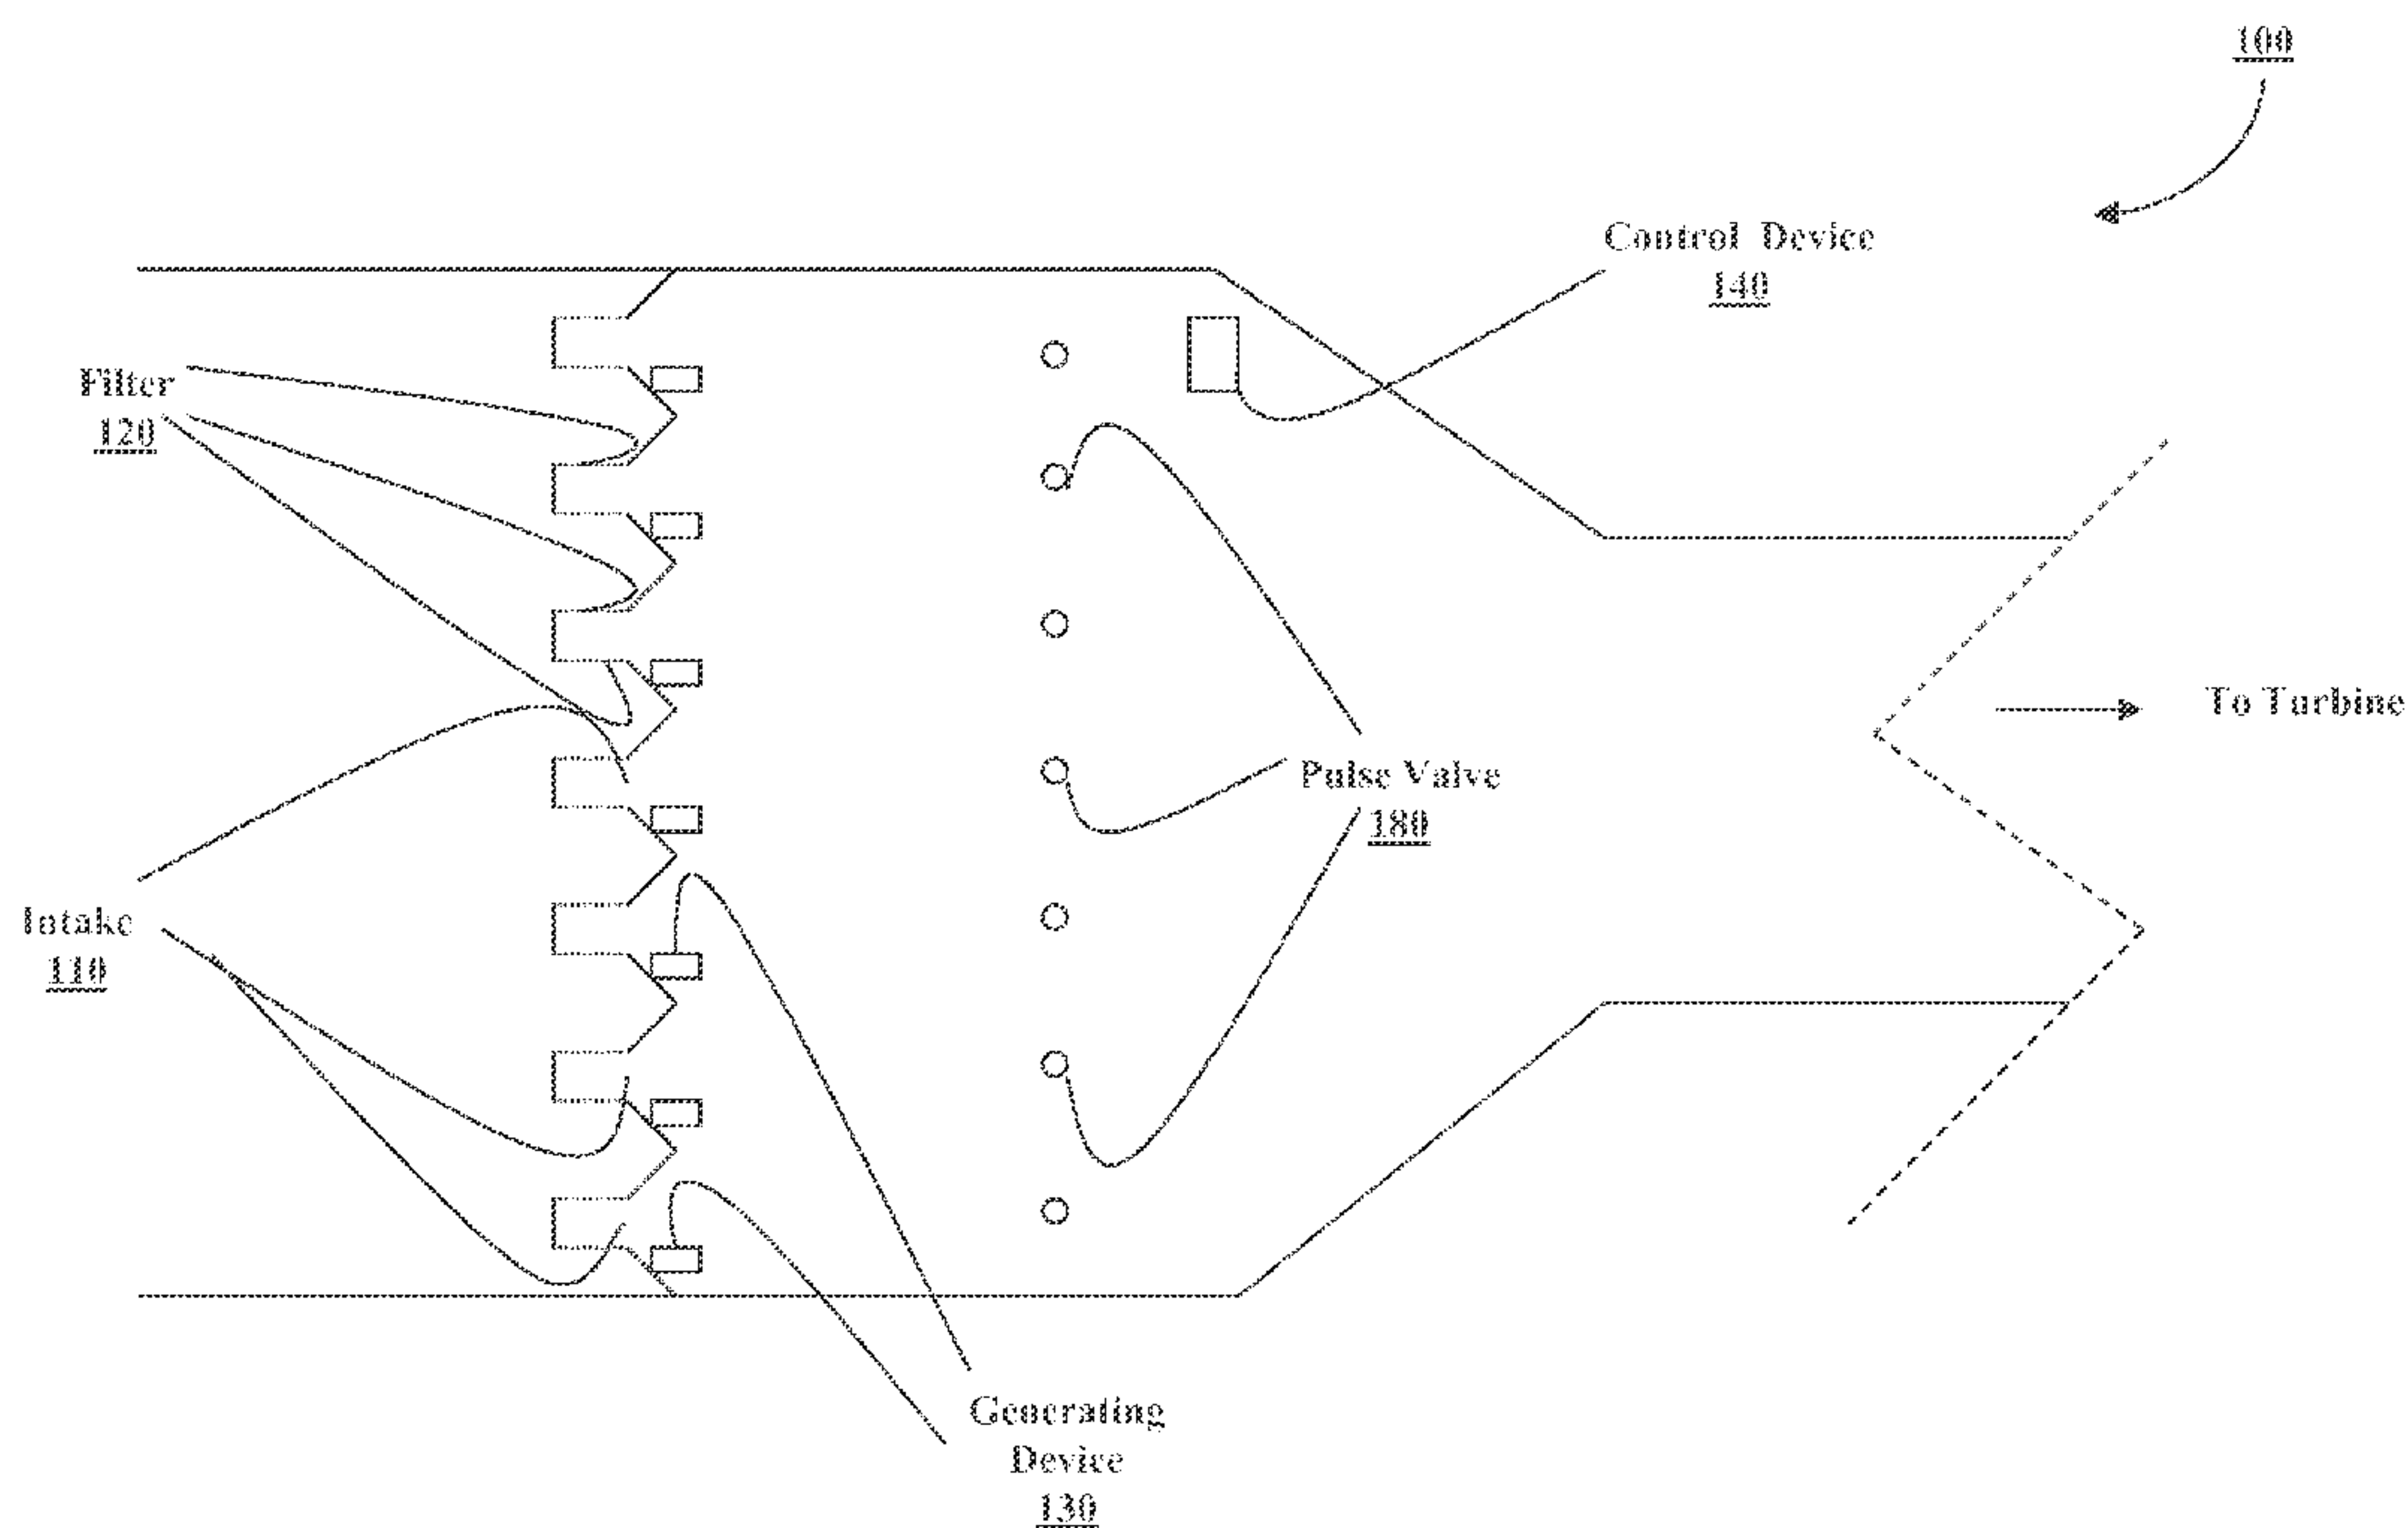 100
Control Device
140
Filter
120
To Turbine
Pulse Valve
180
Intake
110
Generating
Device
130